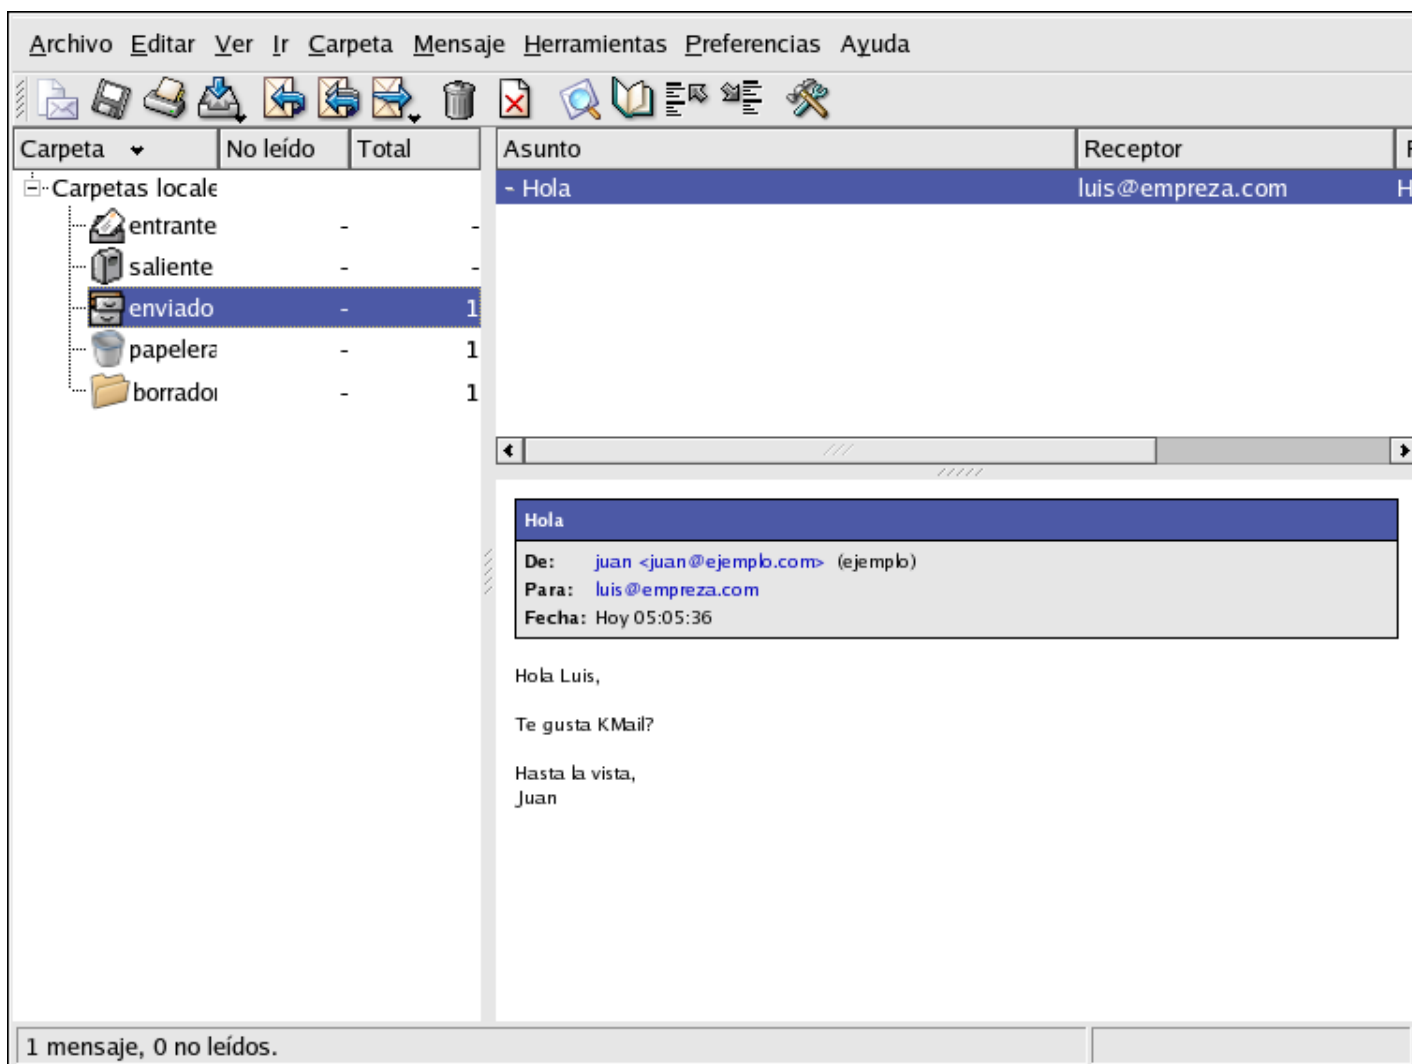 Archivo Editar Ver Ir Carpeta Mensaje Herramientas Preferencias Ayuda
Carpeta No leído Total
Carpetas locale
entrante - -
saliente - -
enviado - 1
papelera - 1
borrador - 1
Asunto Receptor F
- Hola luis@empreza.com H
Hola
De: juan <juan@ejemplo.com> (ejemplo)
Para: luis@empreza.com
Fecha: Hoy 05:05:36
Hola Luis,
Te gusta KMail?
Hasta la vista,
Juan
1 mensaje, 0 no leídos.